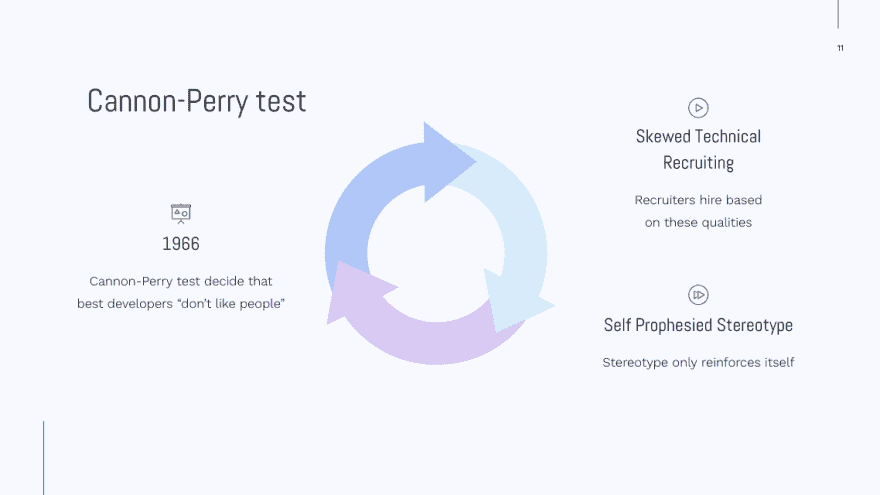 11
Cannon-Perry test
1966
Cannon-Perry test decide that
best developers “don’t like people”
Skewed Technical
Recruiting
Recruiters hire based
on these qualities
Self Prophesied Stereotype
Stereotype only reinforces itself